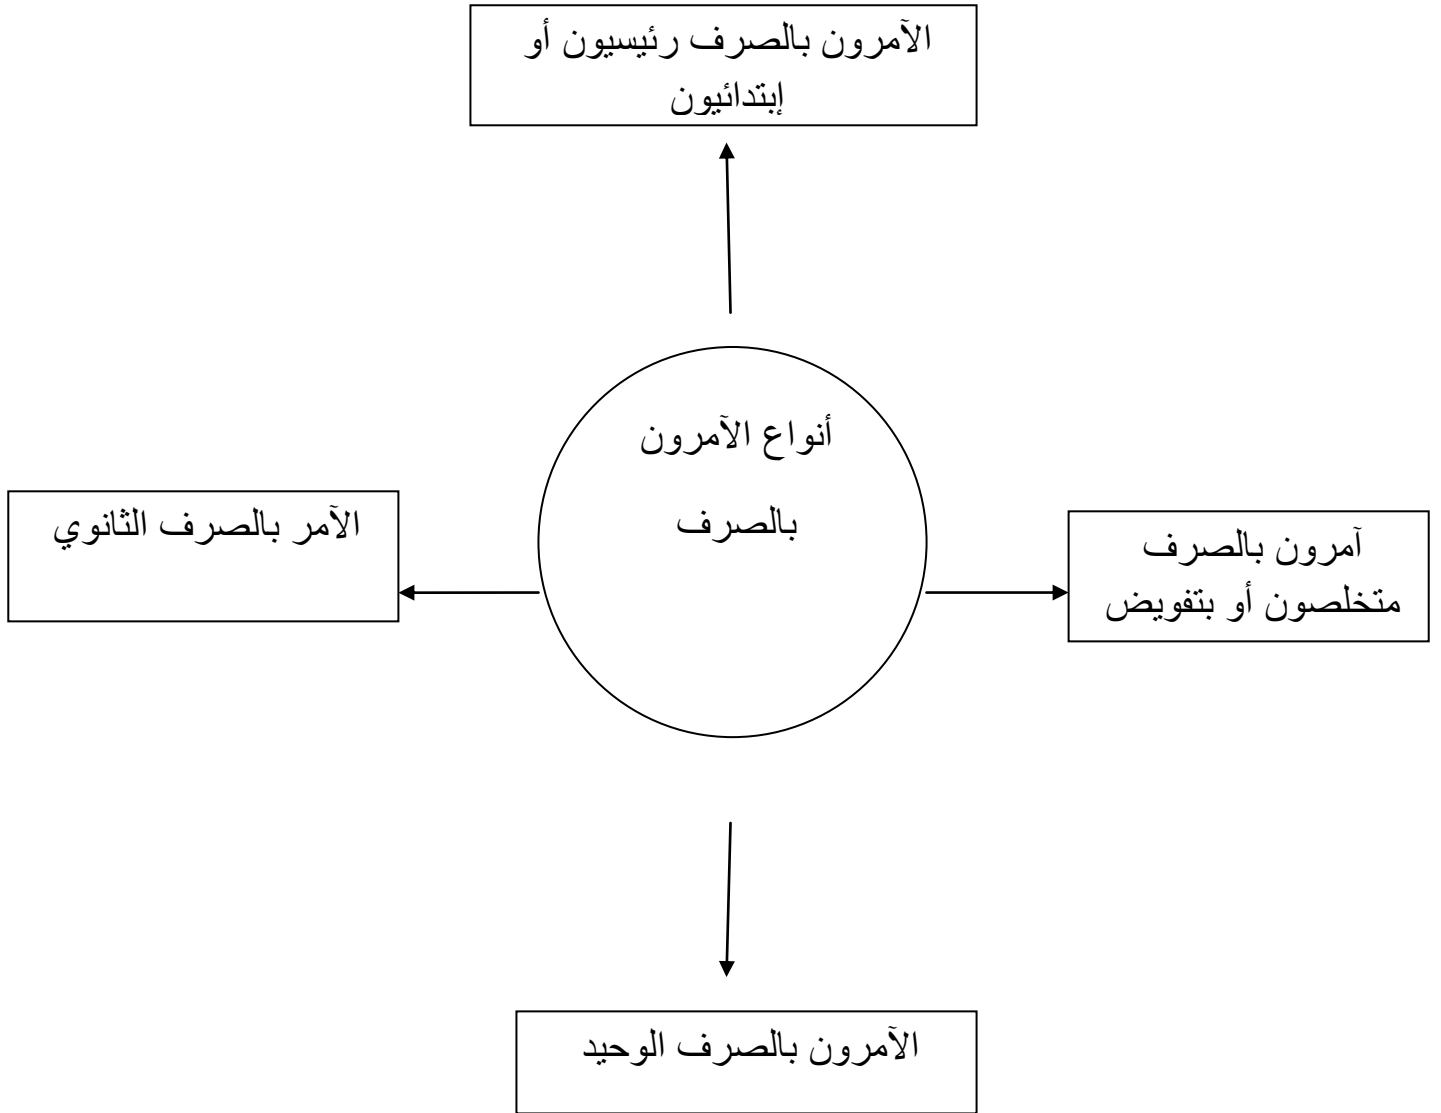 الآمرون بالصرف رئيسيون أو
إبتدائيون
أنواع الآمرون
بالصرف
آمرون بالصرف
متخلصون أو بتفويض
الآمر بالصرف الثانوي
الآمرون بالصرف الوحيد